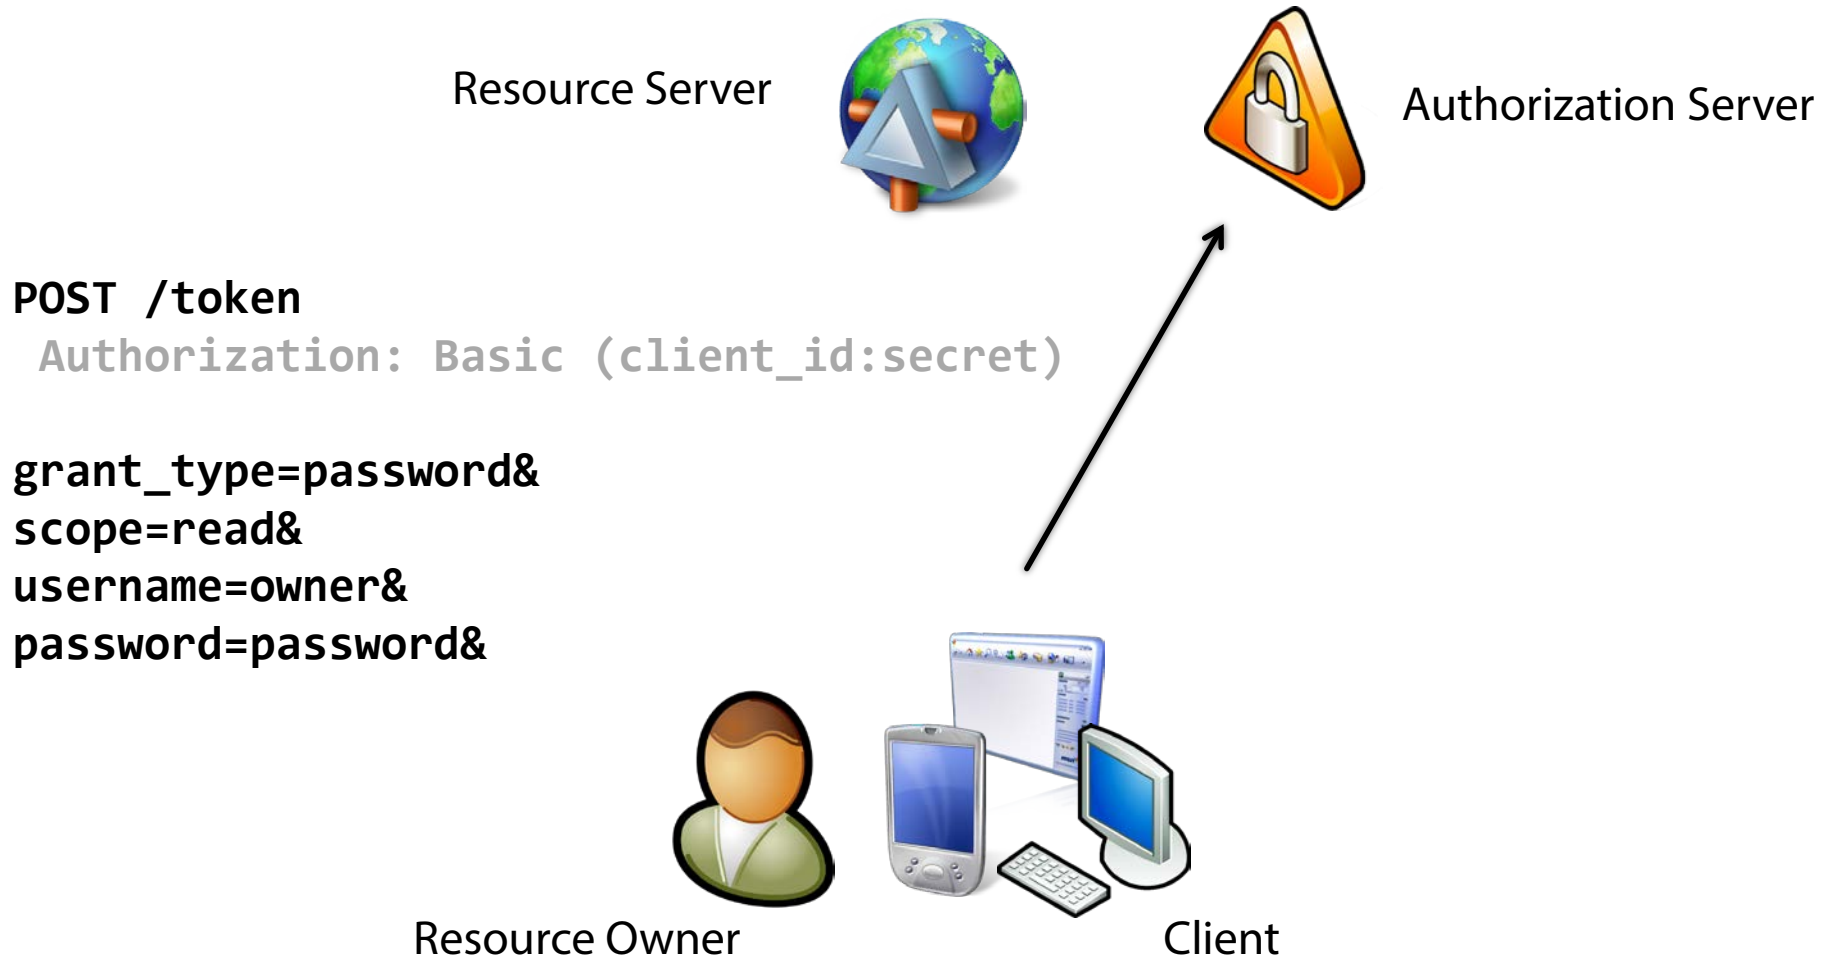 Resource Server
Authorization Server
POST /token
Authorization: Basic (client_id:secret)
grant_type=password&
scope=read&
username=owner&
password=password&
Resource Owner
Client